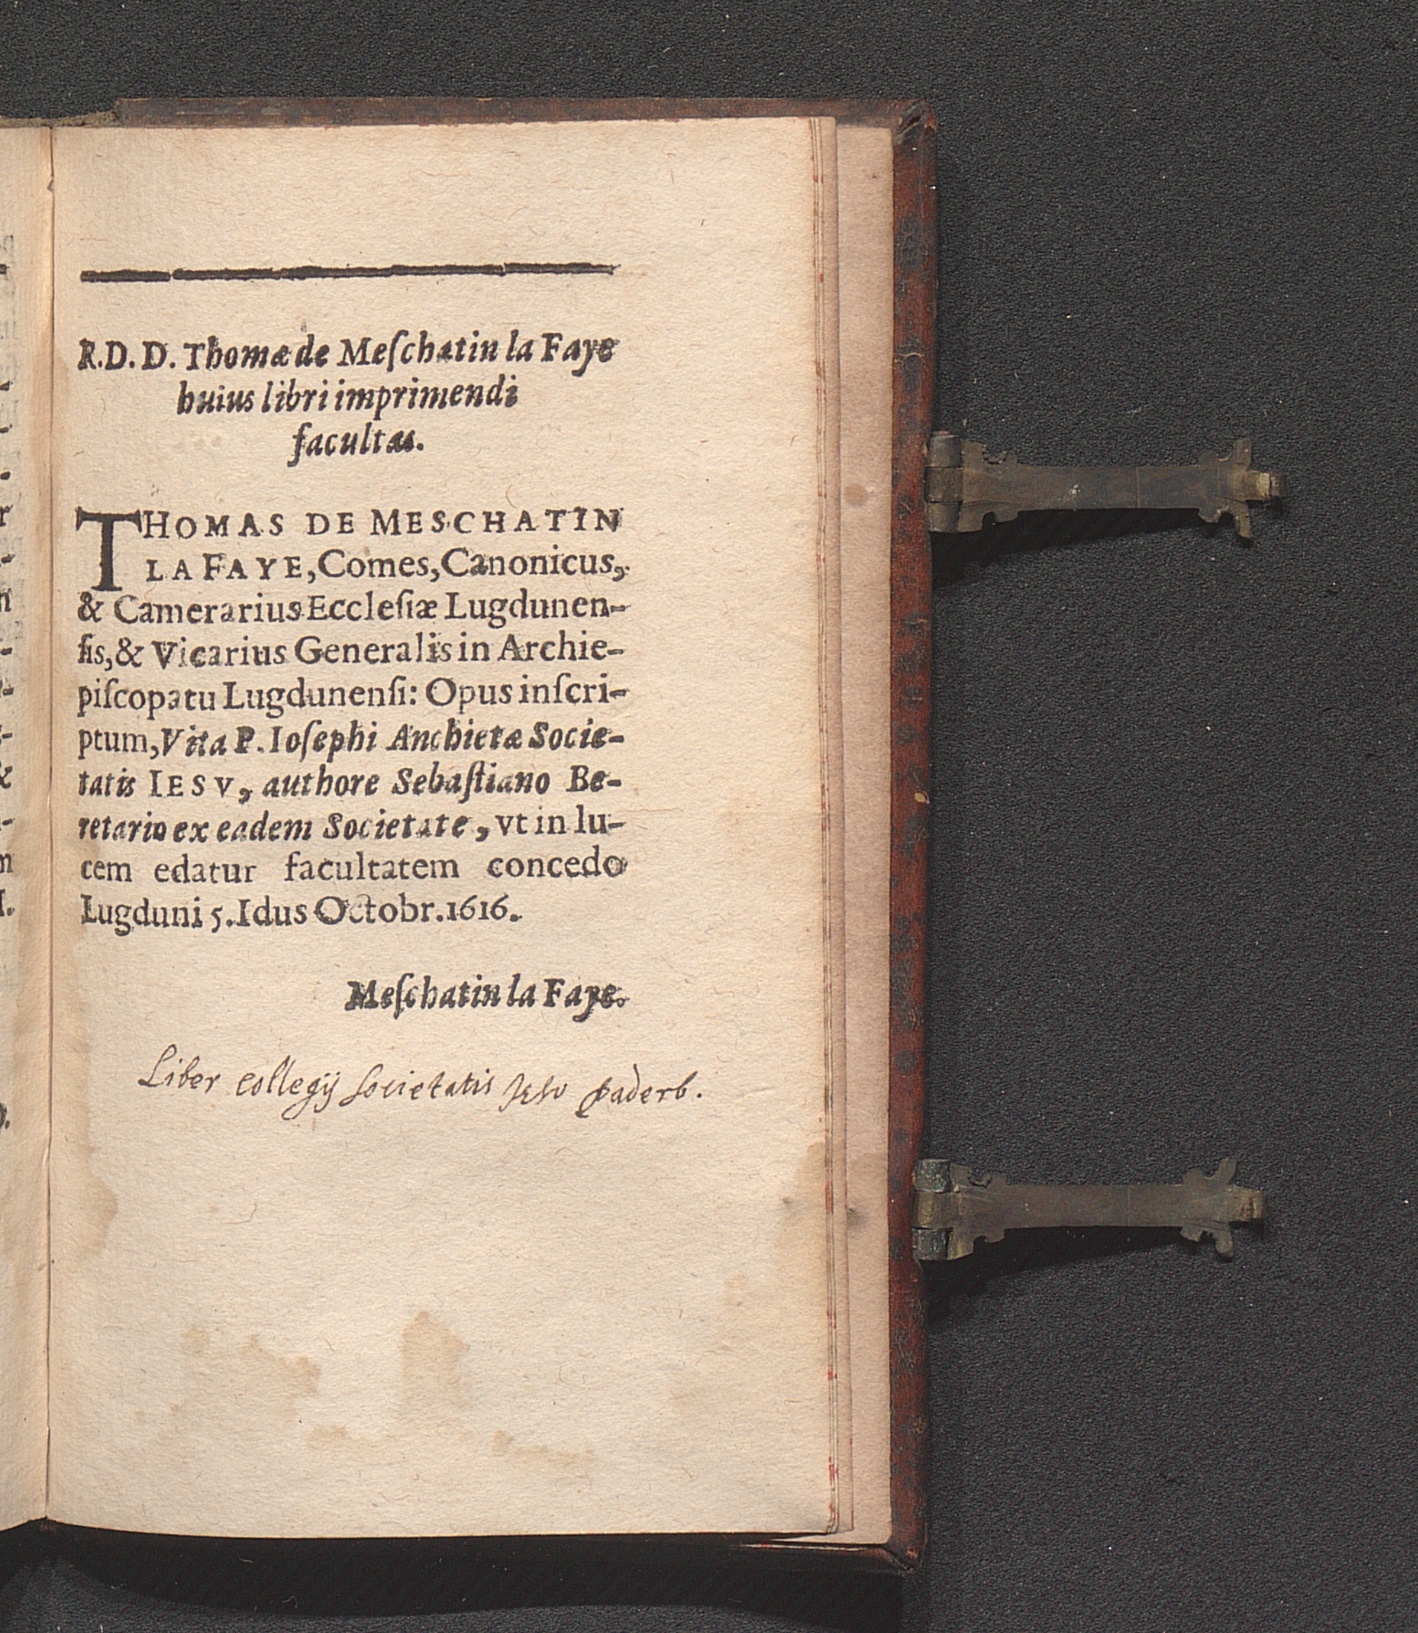 R.D.D. Thomæ de Meſchatin la Faye
huius libri imprimendi
facultas.
THOMAS DE MESCHATIN
LA FAYE, Comes, Canonicus,
& Camerarius Eccleſiæ Lugdunen-
ſis, & Vicarius Generalis in Archie-
piſcopatu Lugdunenſi: Opus inſcri-
ptum, Vita P. Ioſephi Anchietæ Socie-
tatis IESV, authore Sebaſtiano Be-
retario ex eadem Societate, vt in lu-
cem edatur facultatem concedo
Lugduni 5. Idus Octobr. 1616.
Meſchatin la Faye.
Liber collegij Societatis Jesv paderb.